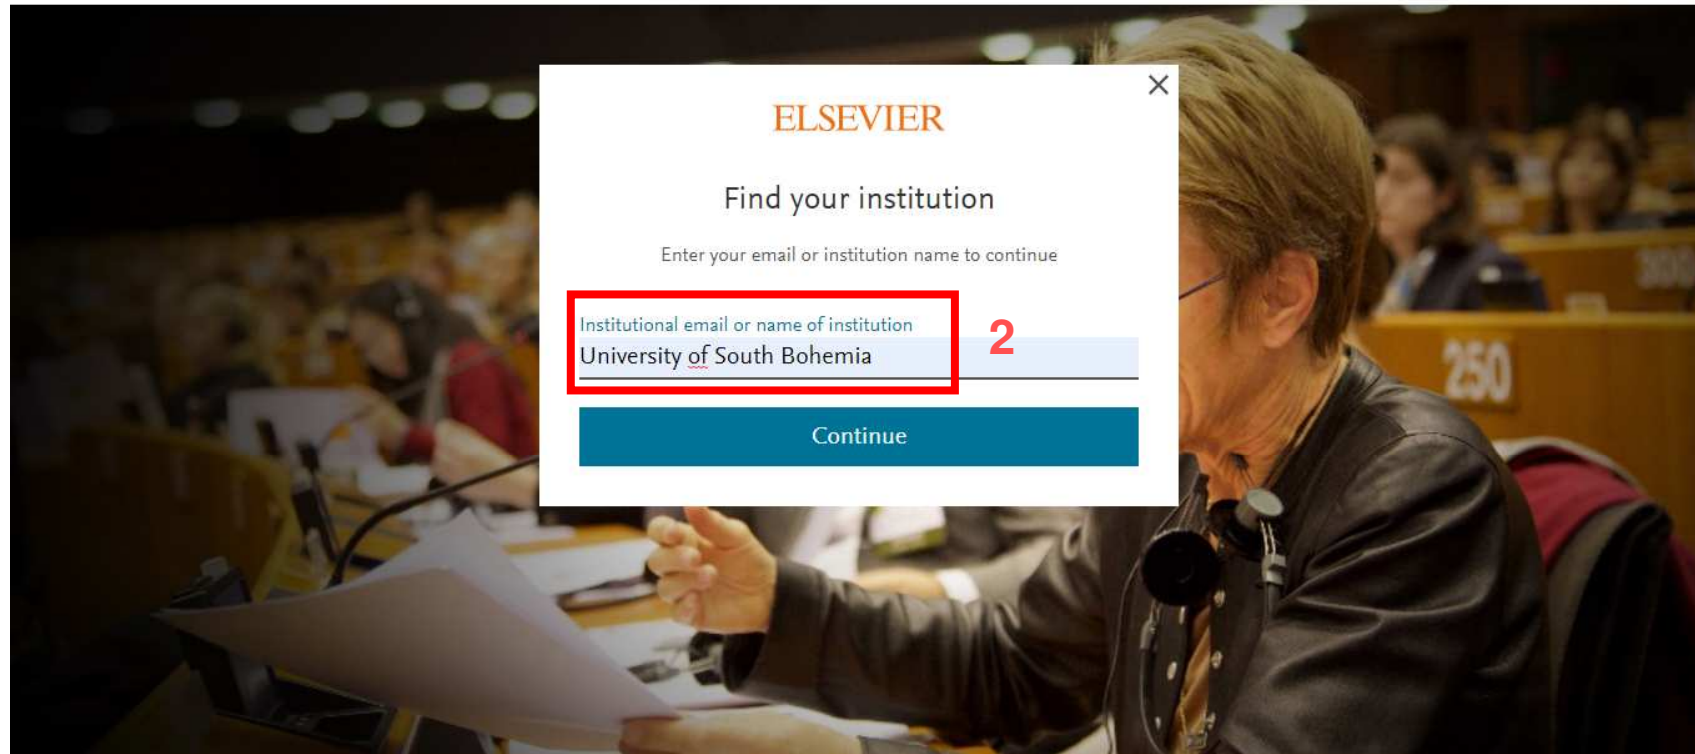 ELSEVIER
Find your institution
Enter your email or institution name to continue
Institutional email or name of institution
University of South Bohemia
2
Continue
250